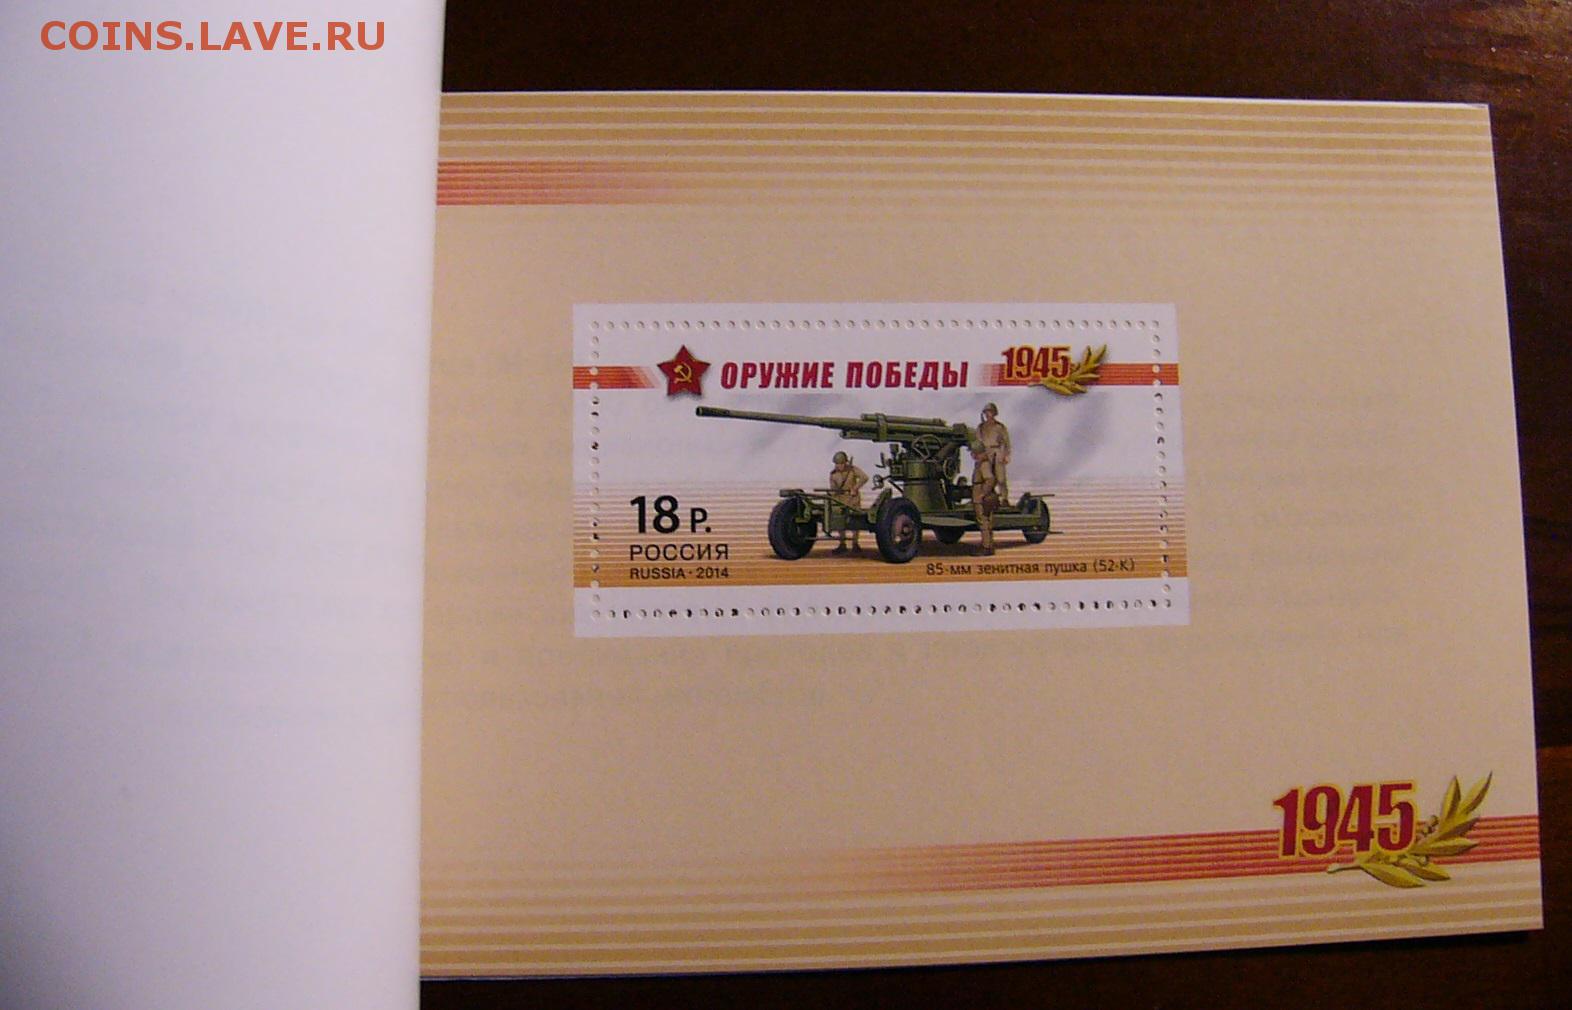 COINS.LAVE.RU
ОРУЖИЕ ПОБЕДЫ
1945
18 Р.
РОССИЯ
RUSSIA · 2014
85-мм зенитная пушка (52-К)
1945